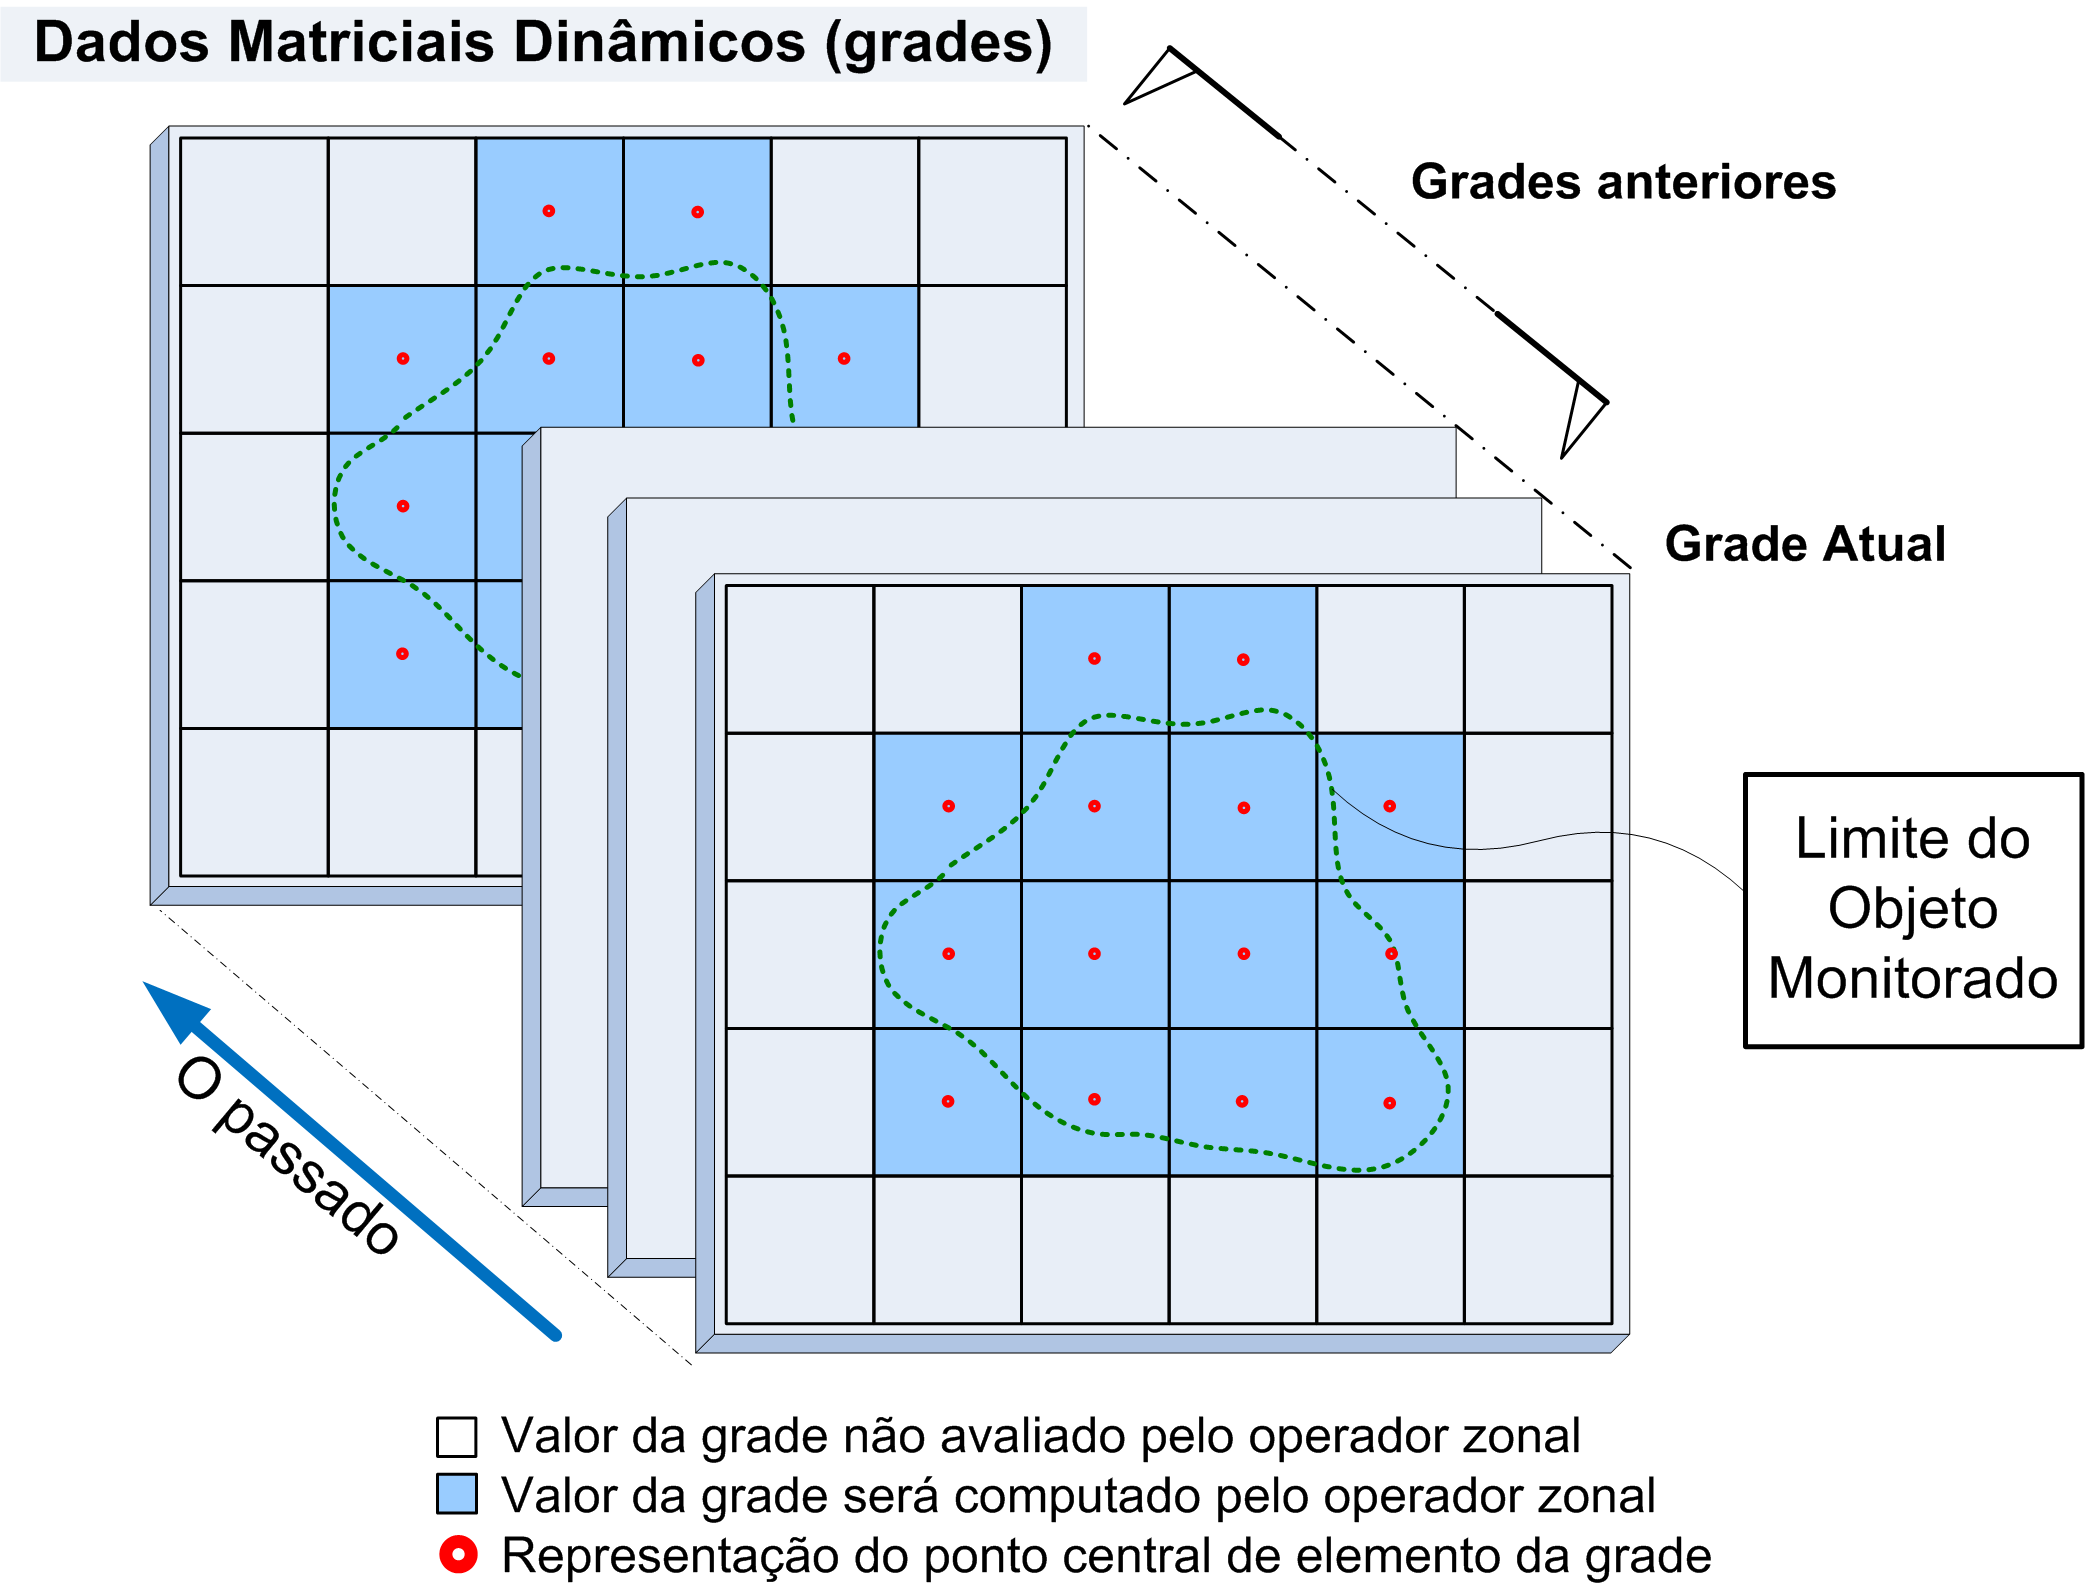 Dados Matriciais Dinâmicos (grades)
Grades anteriores
Grade Atual
Limite do
Objeto
Monitorado
O passado
Valor da grade não avaliado pelo operador zonal
Valor da grade será computado pelo operador zonal
Representação do ponto central de elemento da grade